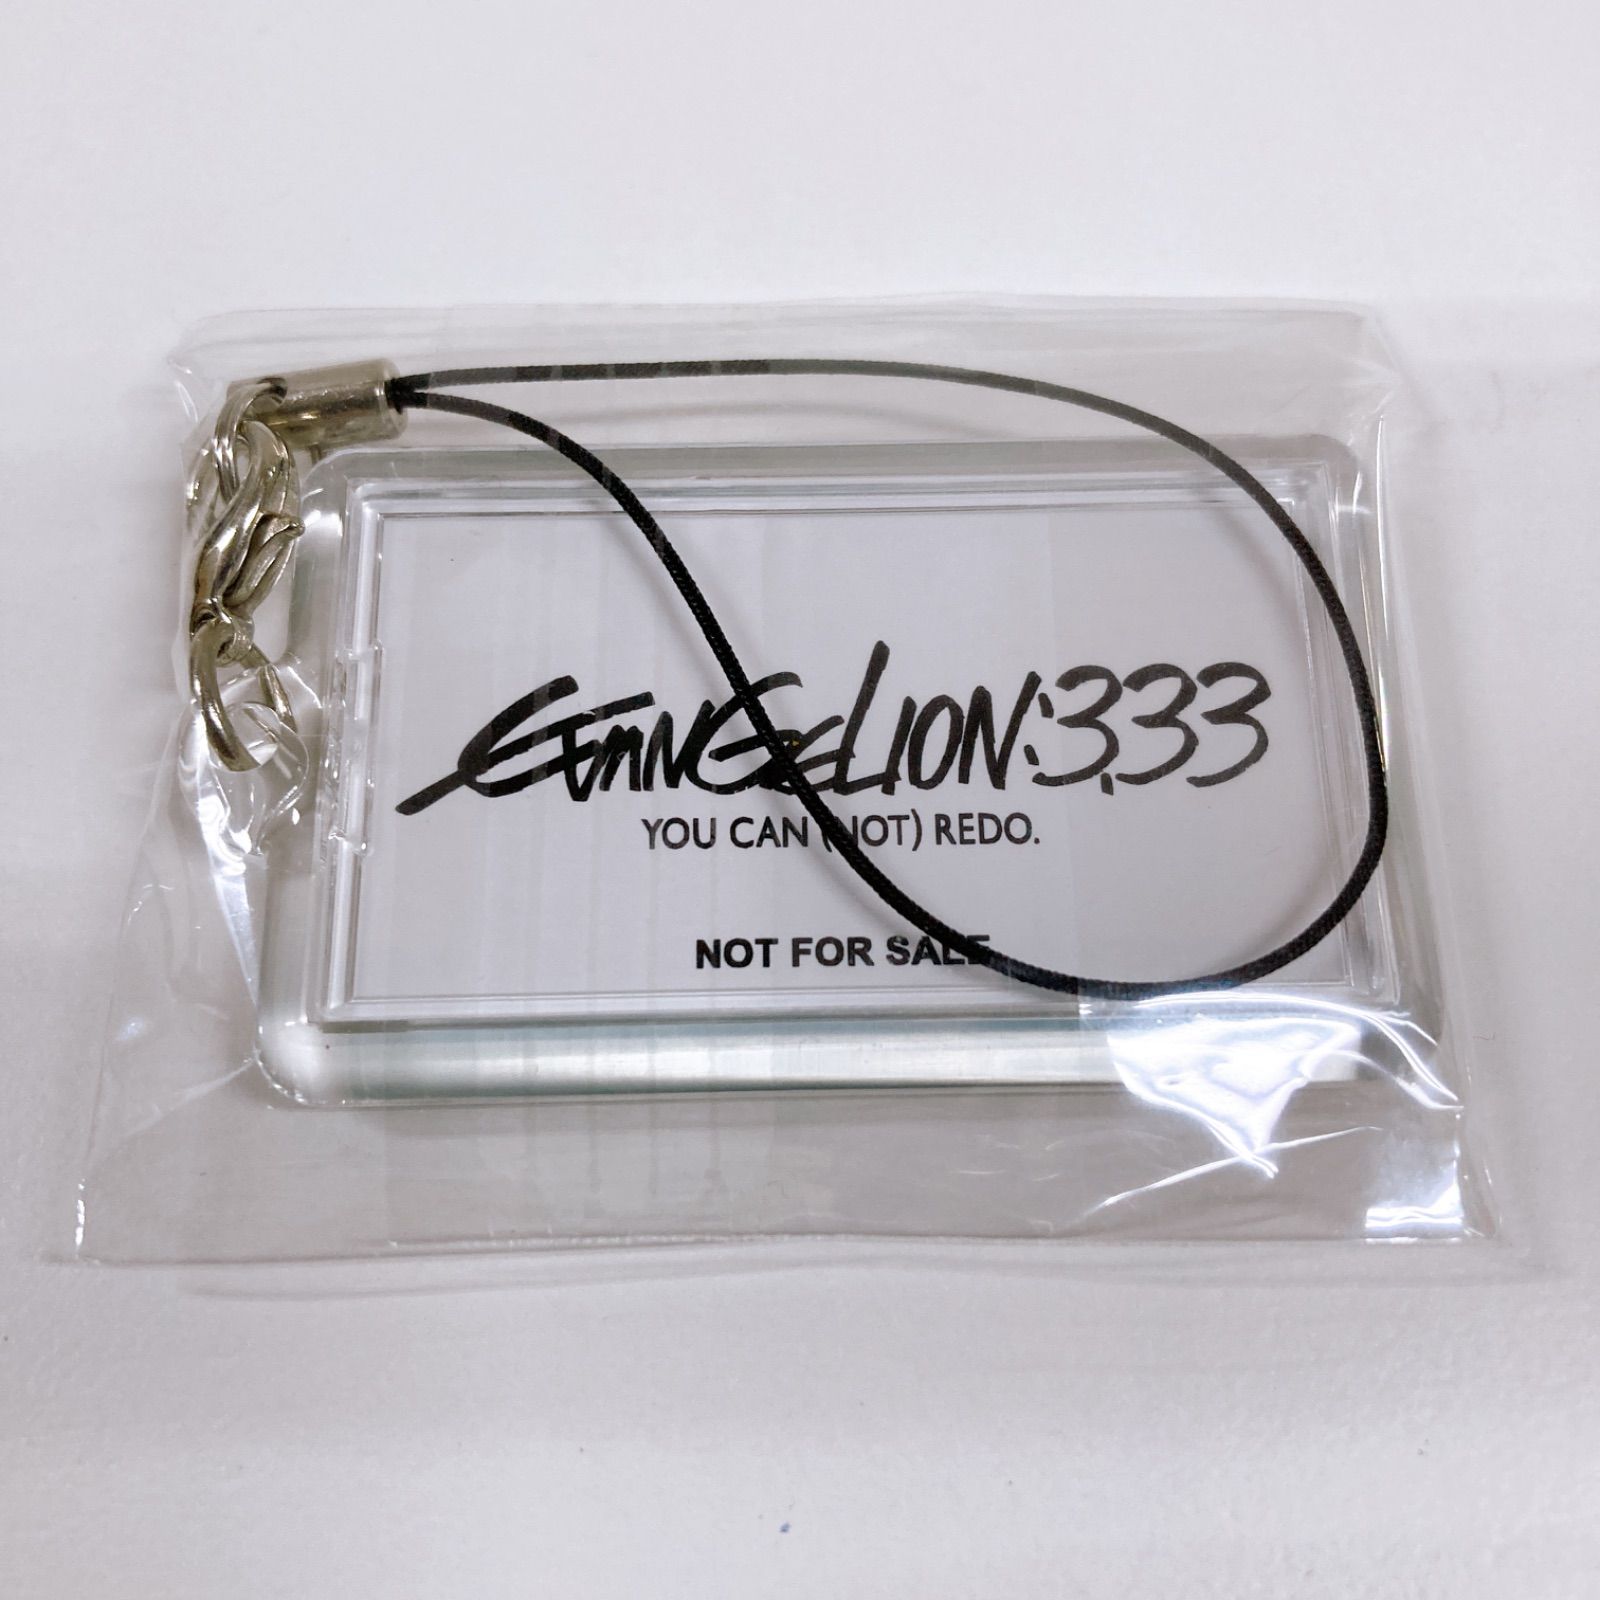 EVANGELION:3.33
YOU CAN (NOT) REDO.
NOT FOR SALE